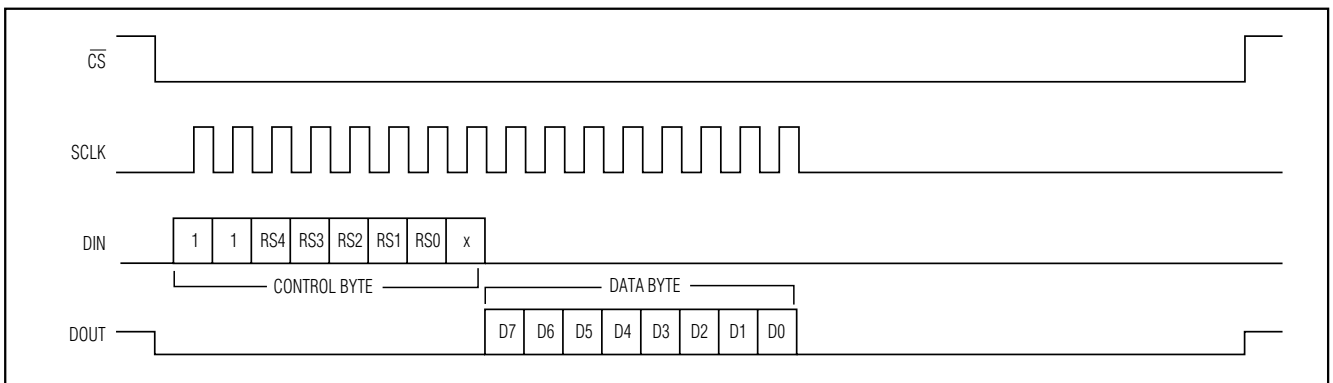 C̅S̅
SCLK
DIN 1 1 RS4 RS3 RS2 RS1 RS0 x
CONTROL BYTE DATA BYTE
DOUT D7 D6 D5 D4 D3 D2 D1 D0